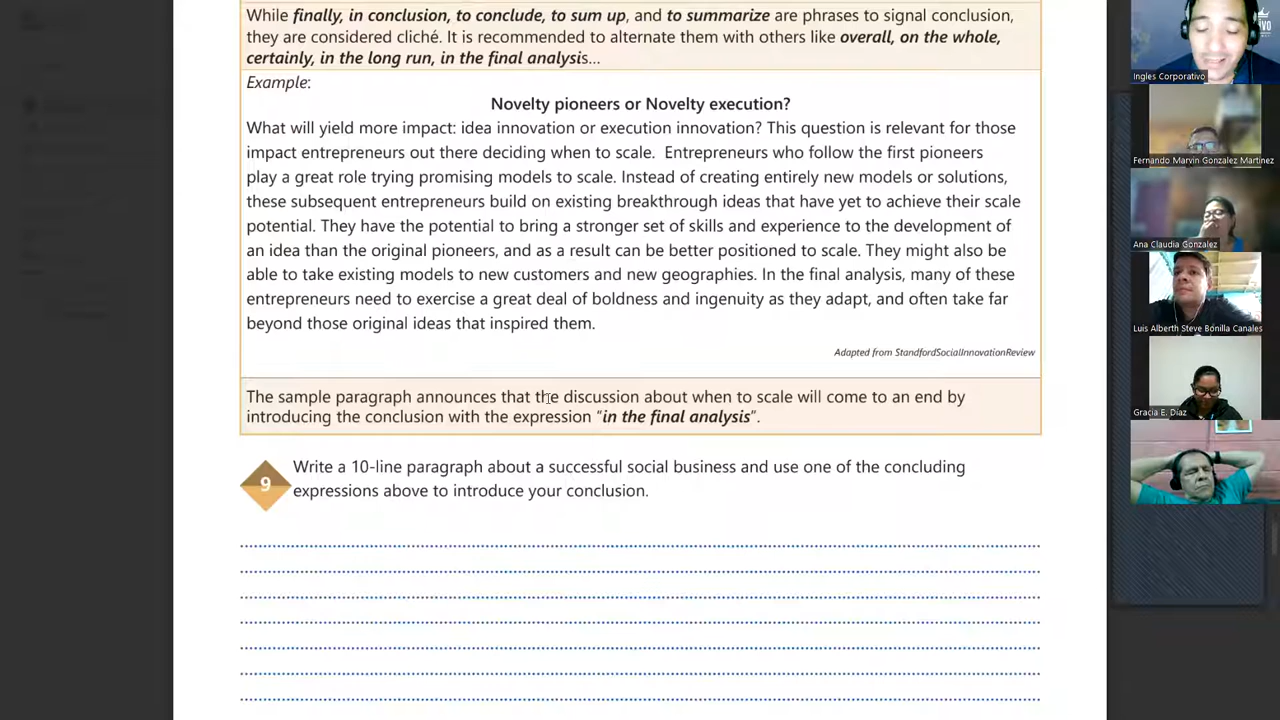 While finally, in conclusion, to conclude, to sum up, and to summarize are phrases to signal conclusion,
they are considered cliché. It is recommended to alternate them with others like overall, on the whole,
certainly, in the long run, in the final analysis…
Example:
Novelty pioneers or Novelty execution?
What will yield more impact: idea innovation or execution innovation? This question is relevant for those
impact entrepreneurs out there deciding when to scale. Entrepreneurs who follow the first pioneers
play a great role trying promising models to scale. Instead of creating entirely new models or solutions,
these subsequent entrepreneurs build on existing breakthrough ideas that have yet to achieve their scale
potential. They have the potential to bring a stronger set of skills and experience to the development of
an idea than the original pioneers, and as a result can be better positioned to scale. They might also be
able to take existing models to new customers and new geographies. In the final analysis, many of these
entrepreneurs need to exercise a great deal of boldness and ingenuity as they adapt, and often take far
beyond those original ideas that inspired them.
Adapted from StandfordSocialInnovationReview
The sample paragraph announces that the discussion about when to scale will come to an end by
introducing the conclusion with the expression “in the final analysis”.
9
Write a 10-line paragraph about a successful social business and use one of the concluding
expressions above to introduce your conclusion.
Ingles Corporativo
Fernando Marvin Gonzalez Martinez
Ana Claudia Gonzalez
Luis Alberth Steve Bonilla Canales
Gracia E. Díaz